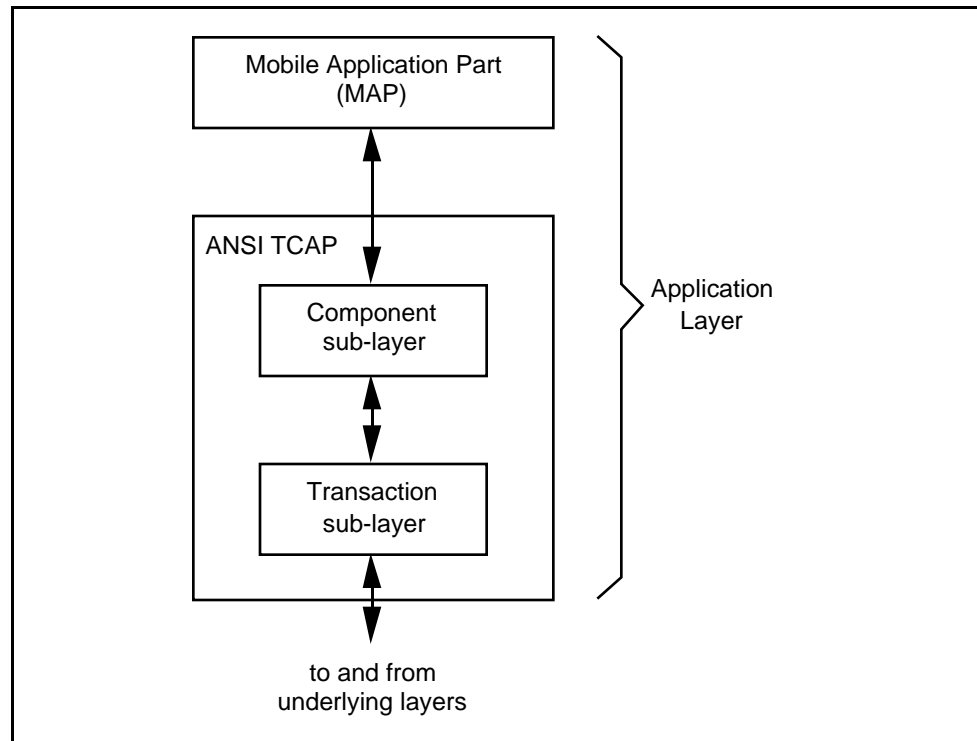 Mobile Application Part
(MAP)
ANSI TCAP
Component
sub-layer
Application
Layer
Transaction
sub-layer
to and from
underlying layers